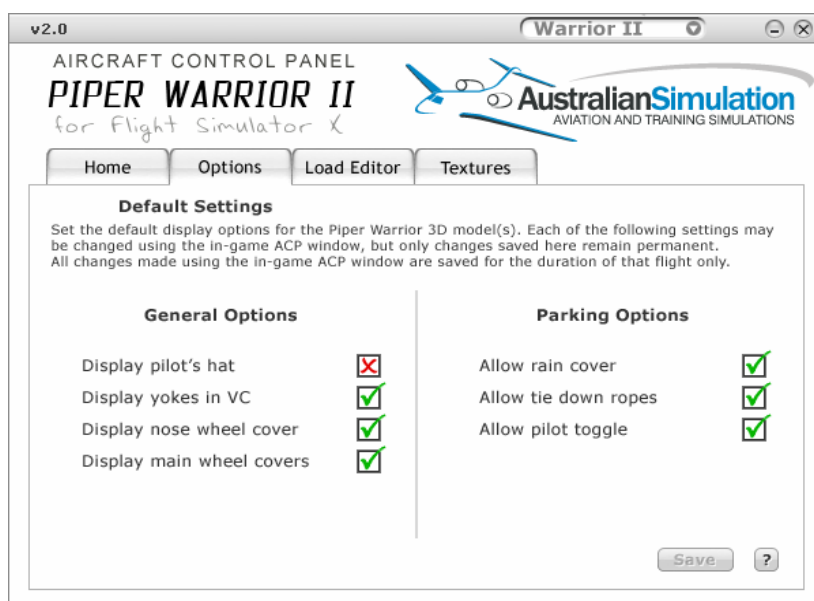 v2.0
Warrior II
AIRCRAFT CONTROL PANEL
PIPER WARRIOR II
for Flight Simulator X
AustralianSimulation
AVIATION AND TRAINING SIMULATIONS
Home
Options
Load Editor
Textures
Default Settings
Set the default display options for the Piper Warrior 3D model(s). Each of the following settings may
be changed using the in-game ACP window, but only changes saved here remain permanent.
All changes made using the in-game ACP window are saved for the duration of that flight only.
General Options
Display pilot's hat
Display yokes in VC
Display nose wheel cover
Display main wheel covers
Parking Options
Allow rain cover
Allow tie down ropes
Allow pilot toggle
Save
?